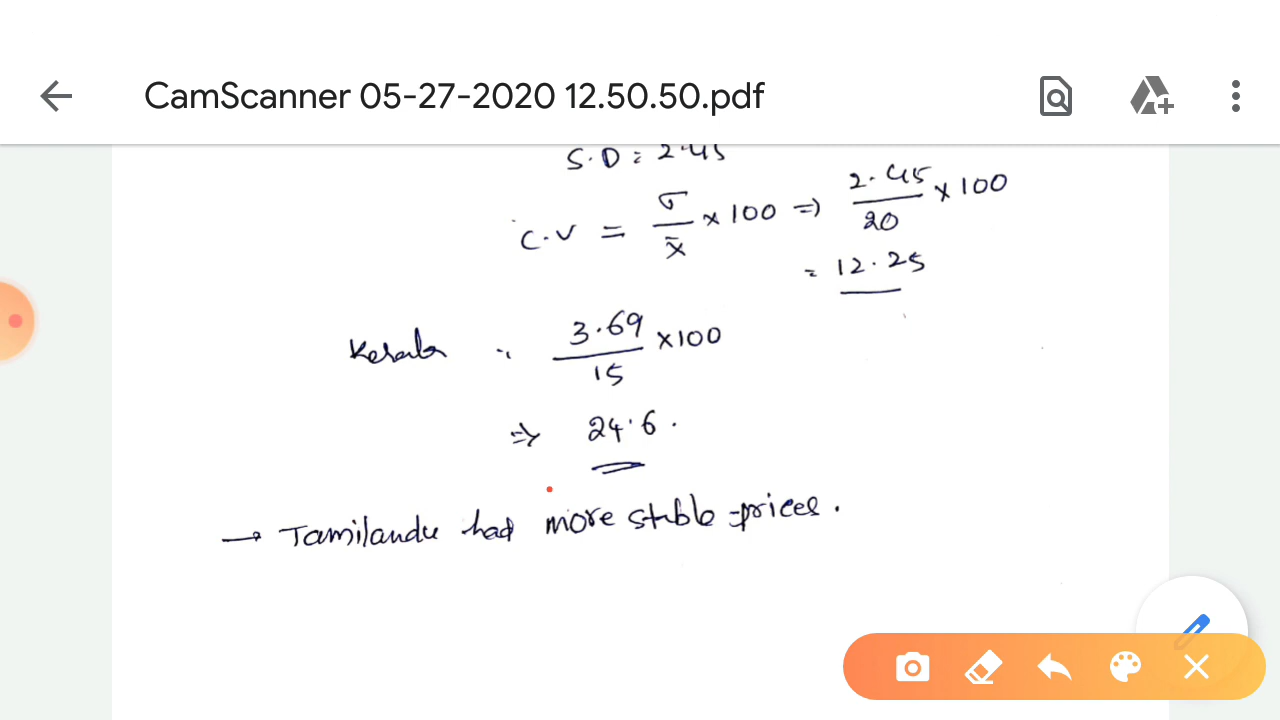 CamScanner 05-27-2020 12.50.50.pdf
S.D = 2.45
C.V = σ/x̄ × 100 ⇒ 2.45/20 × 100
= 12.25
Kerala = 3.69/15 ×100
⇒ 24.6.
→ Tamilandu had more stable prices.